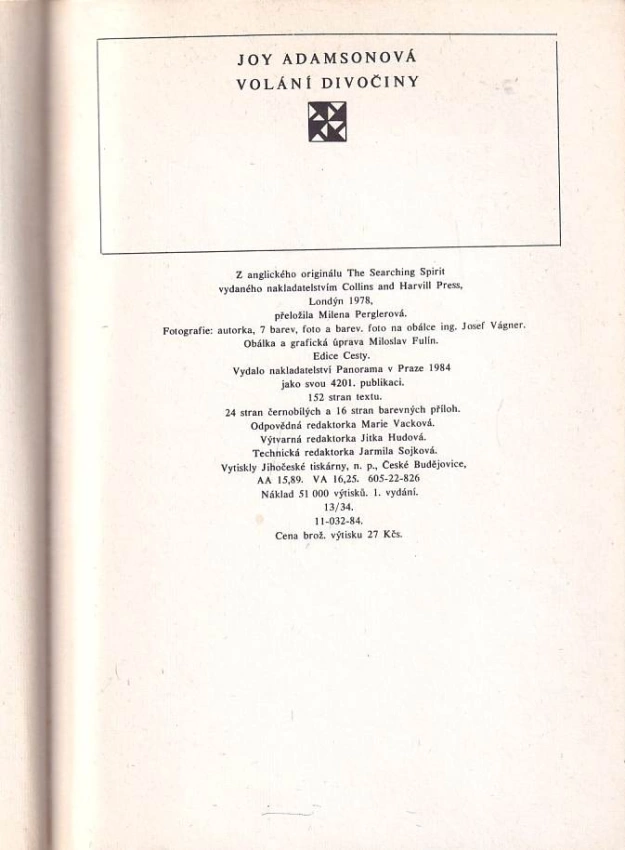 JOY ADAMSONOVÁ
VOLÁNÍ DIVOČINY
Z anglického originálu The Searching Spirit
vydaného nakladatelstvím Collins and Harvill Press,
Londýn 1978,
přeložila Milena Perglerová.
Fotografie: autorka, 7 barev, foto a barev. foto na obálce ing. Josef Vágner.
Obálka a grafická úprava Miloslav Fulín.
Edice Cesty.
Vydalo nakladatelství Panorama v Praze 1984
jako svou 4201. publikaci.
152 stran textu.
24 stran černobílých a 16 stran barevných příloh.
Odpovědná redaktorka Marie Vacková.
Výtvarná redaktorka Jitka Hudová.
Technická redaktorka Jarmila Sojková.
Vytiskly Jihočeské tiskárny, n. p., České Budějovice,
AA 15,89. VA 16,25. 605-22-826
Náklad 51 000 výtisků. 1. vydání.
13/34.
11-032-84.
Cena brož. výtisku 27 Kčs.